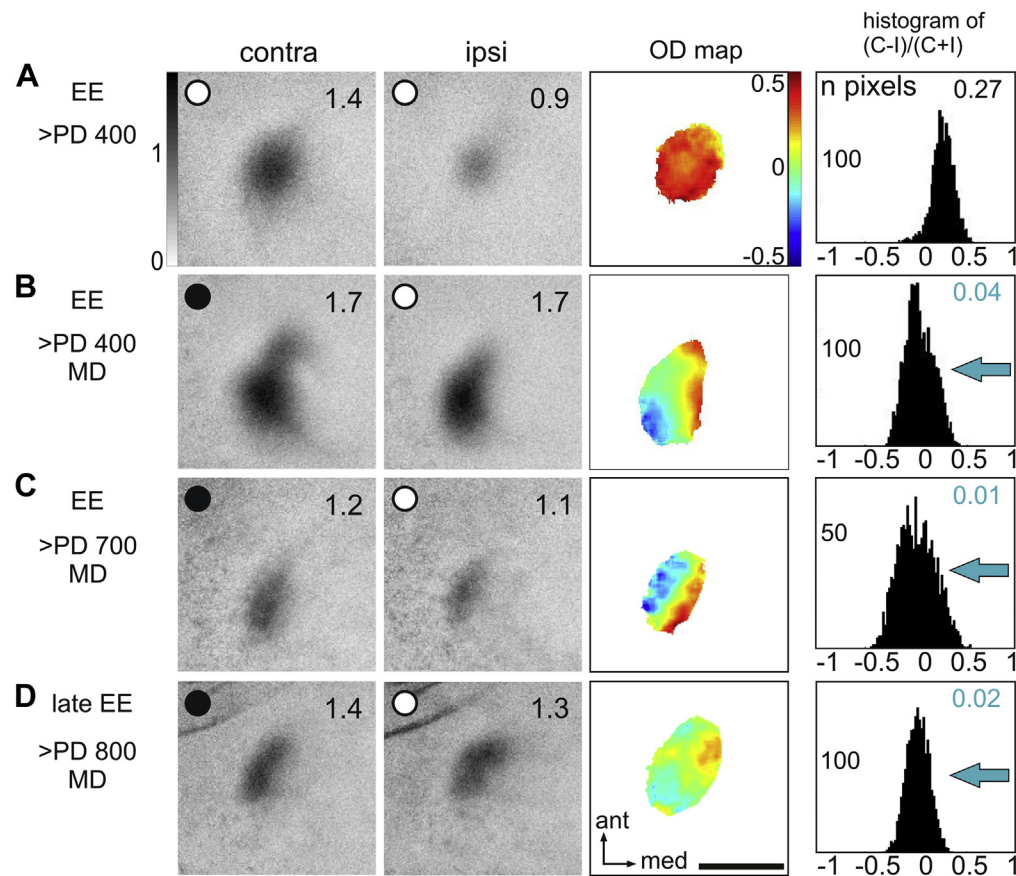 contra ipsi OD map histogram of
(C-I)/(C+I)
A EE
>PD 400
1
0
1.4
0.9
0.5
0
-0.5
n pixels 0.27
100
-1 -0.5 0 0.5 1
B EE
>PD 400
MD
1.7
1.7
0.04
100
-1 -0.5 0 0.5 1
C EE
>PD 700
MD
1.2
1.1
0.01
50
-1 -0.5 0 0.5 1
D late EE
>PD 800
MD
1.4
1.3
ant
med
0.02
100
-1 -0.5 0 0.5 1